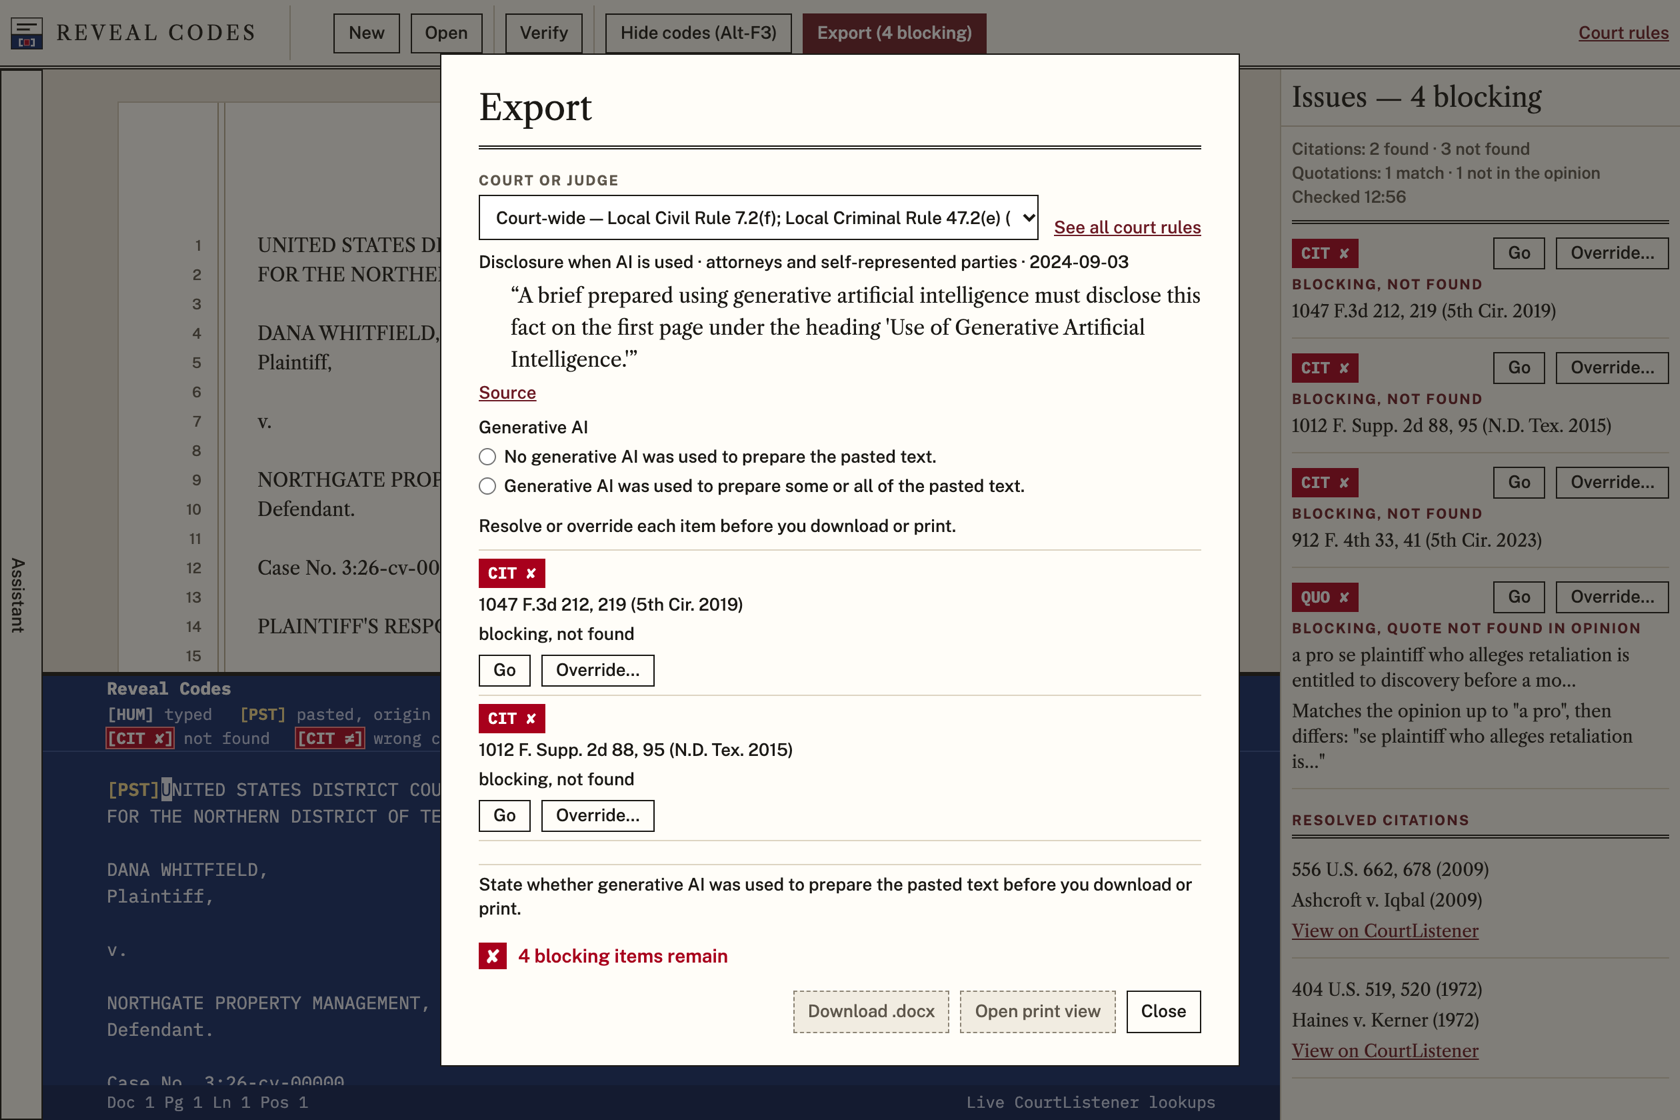 REVEAL CODES
New
Open
Verify
Hide codes (Alt-F3)
Export (4 blocking)
Court rules
Assistant
1 UNITED STATES DI
2 FOR THE NORTHE
3
4 DANA WHITFIELD,
5 Plaintiff,
6
7 v.
8
9 NORTHGATE PROP
10 Defendant.
11
12 Case No. 3:26-cv-00
13
14 PLAINTIFF'S RESPO
15
Reveal Codes
[HUM] typed [PST] pasted, origin
[CIT ✘] not found [CIT ≠] wrong c
[PST]UNITED STATES DISTRICT COU
FOR THE NORTHERN DISTRICT OF TE
DANA WHITFIELD,
Plaintiff,
v.
NORTHGATE PROPERTY MANAGEMENT,
Defendant.
Case No. 3:26-cv-00000
Doc 1 Pg 1 Ln 1 Pos 1
Live CourtListener lookups
Export
COURT OR JUDGE
Court-wide — Local Civil Rule 7.2(f); Local Criminal Rule 47.2(e) (
See all court rules
Disclosure when AI is used · attorneys and self-represented parties · 2024-09-03
“A brief prepared using generative artificial intelligence must disclose this
fact on the first page under the heading 'Use of Generative Artificial
Intelligence.'”
Source
Generative AI
No generative AI was used to prepare the pasted text.
Generative AI was used to prepare some or all of the pasted text.
Resolve or override each item before you download or print.
CIT ✘
1047 F.3d 212, 219 (5th Cir. 2019)
blocking, not found
Go
Override...
CIT ✘
1012 F. Supp. 2d 88, 95 (N.D. Tex. 2015)
blocking, not found
Go
Override...
State whether generative AI was used to prepare the pasted text before you download or
print.
✘ 4 blocking items remain
Download .docx
Open print view
Close
Issues — 4 blocking
Citations: 2 found · 3 not found
Quotations: 1 match · 1 not in the opinion
Checked 12:56
CIT ✘
Go
Override...
BLOCKING, NOT FOUND
1047 F.3d 212, 219 (5th Cir. 2019)
CIT ✘
Go
Override...
BLOCKING, NOT FOUND
1012 F. Supp. 2d 88, 95 (N.D. Tex. 2015)
CIT ✘
Go
Override...
BLOCKING, NOT FOUND
912 F. 4th 33, 41 (5th Cir. 2023)
QUO ✘
Go
Override...
BLOCKING, QUOTE NOT FOUND IN OPINION
a pro se plaintiff who alleges retaliation is
entitled to discovery before a mo...
Matches the opinion up to "a pro", then
differs: "se plaintiff who alleges retaliation
is..."
RESOLVED CITATIONS
556 U.S. 662, 678 (2009)
Ashcroft v. Iqbal (2009)
View on CourtListener
404 U.S. 519, 520 (1972)
Haines v. Kerner (1972)
View on CourtListener